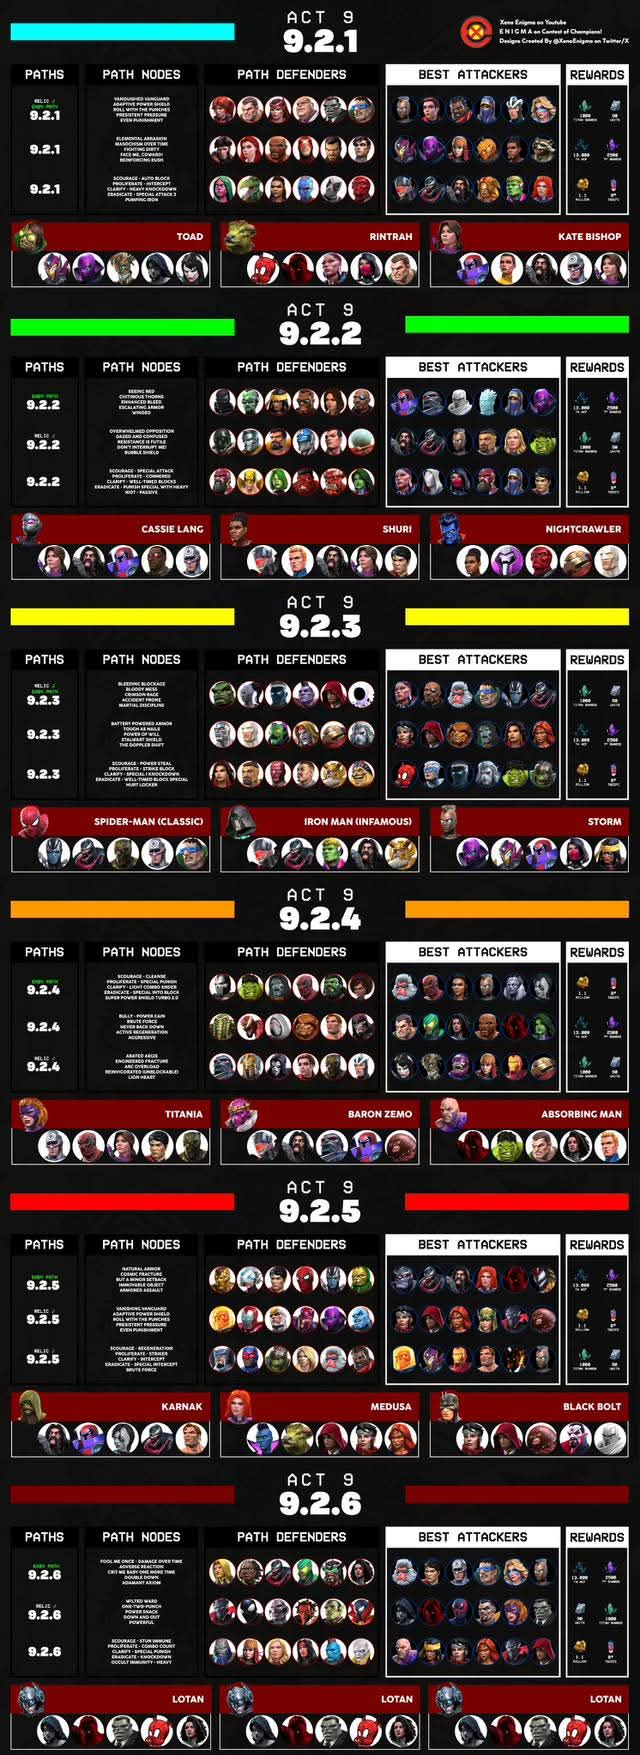 ACT 9
9.2.1
Xeno Enigma on Youtube
E N I G M A on Contest of Champions!
Designs Created By @XenoEnigma on Twitter/X
PATHS
PATH NODES
PATH DEFENDERS
BEST ATTACKERS
REWARDS
RELIC /
EASY PATH
9.2.1
VANQUISHED VANGUARD
ADAPTIVE POWER SHIELD
ROLL WITH THE PUNCHES
PRESISTENT PRESSURE
EVEN PUNISHMENT
9.2.1
ELEMENTAL ABRASION
MASOCHISM OVER TIME
FIGHTING DIRTY
FACE ME, COWARD!
REINFORCING RUSH
9.2.1
SCOURAGE - AUTO BLOCK
PROLIFERATE - INTERCEPT
CLARIFY - HEAVY KNOCKDOWN
ERADICATE - SPECIAL ATTACK 3
PUMPING IRON
TOAD
RINTRAH
KATE BISHOP
ACT 9
9.2.2
PATHS
PATH NODES
PATH DEFENDERS
BEST ATTACKERS
REWARDS
EASY PATH
9.2.2
SEEING RED
CHITINOUS THORNS
ENHANCED BLEED
ESCALATING ARMOR
WINDED
RELIC /
9.2.2
OVERWHELMED OPPOSITION
DAZED AND CONFUSED
RESISTANCE IS FUTILE
DON'T INTERRUPT ME!
BUBBLE SHIELD
9.2.2
SCOURAGE - SPECIAL ATTACK
PROLIFERATE - CORNERED
CLARIFY - WELL-TIMED BLOCKS
ERADICATE - PUNISH SPECIAL WITH HEAVY
RIOT - PASSIVE
CASSIE LANG
SHURI
NIGHTCRAWLER
ACT 9
9.2.3
PATHS
PATH NODES
PATH DEFENDERS
BEST ATTACKERS
REWARDS
RELIC /
EASY PATH
9.2.3
BLEEDING BLOCKAGE
BLOODY MESS
CRIMSON RAGE
ACCIDENT PRONE
MARTIAL DISCIPLINE
9.2.3
BATTERY POWERED ARMOR
TOUGH AS NAILS
POWER OF WILL
STALWART SHIELD
THE DOPPLER SHIFT
9.2.3
SCOURAGE - POWER STEAL
PROLIFERATE - STRIKE BLOCK
CLARIFY - SPECIAL 1 KNOCKDOWN
ERADICATE - WELL-TIMED BLOCK SPECIAL
HURT LOCKER
SPIDER-MAN (CLASSIC)
IRON MAN (INFAMOUS)
STORM
ACT 9
9.2.4
PATHS
PATH NODES
PATH DEFENDERS
BEST ATTACKERS
REWARDS
EASY PATH
9.2.4
SCOURAGE - CLEANSE
PROLIFERATE - SPECIAL PUNISH
CLARIFY - LIGHT COMBO ENDER
ERADICATE - SPECIAL INTO BLOCK
SUPER POWER SHIELD TURBO 2.0
9.2.4
BULLY - POWER GAIN
BRUTE FORCE
NEVER BACK DOWN
ACTIVE REGENERATION
AGGRESSIVE
RELIC /
9.2.4
ABATED AEGIS
ENGINEERED FRACTURE
ARC OVERLOAD
REINVIGORATED (UNBLOCKABLE)
LION HEART
TITANIA
BARON ZEMO
ABSORBING MAN
ACT 9
9.2.5
PATHS
PATH NODES
PATH DEFENDERS
BEST ATTACKERS
REWARDS
EASY PATH
9.2.5
NATURAL ARMOR
COSMIC FRACTURE
BUT A MINOR SETBACK
IMMOVABLE OBJECT
ARMORED ASSAULT
RELIC /
9.2.5
VANISHING VANGUARD
ADAPTIVE POWER SHIELD
ROLL WITH THE PUNCHES
PRESISTENT PRESSURE
EVEN PUNISHMENT
RELIC /
9.2.5
SCOURAGE - REGENERATION
PROLIFERATE - STRIKER
CLARIFY - INTERCEPT
ERADICATE - SPECIAL INTERCEPT
BRUTE FORCE
KARNAK
MEDUSA
BLACK BOLT
ACT 9
9.2.6
PATHS
PATH NODES
PATH DEFENDERS
BEST ATTACKERS
REWARDS
EASY PATH
9.2.6
FOOL ME ONCE - DAMAGE OVER TIME
ADVERSE REACTION
CRIT ME BABY ONE MORE TIME
DOUBLE DOWN
ADAMANT AXIOM
RELIC /
9.2.6
WILTED WARD
ONE-TWO-PUNCH
POWER SNACK
DOWN AND OUT
POWERFUL
9.2.6
SCOURAGE - STUN IMMUNE
PROLIFERATE - COMBO COUNT
CLARIFY - SPECIAL PUNISH
ERADICATE - KNOCKDOWN
OCCULT IMMUNITY - HEAVY
LOTAN
LOTAN
LOTAN